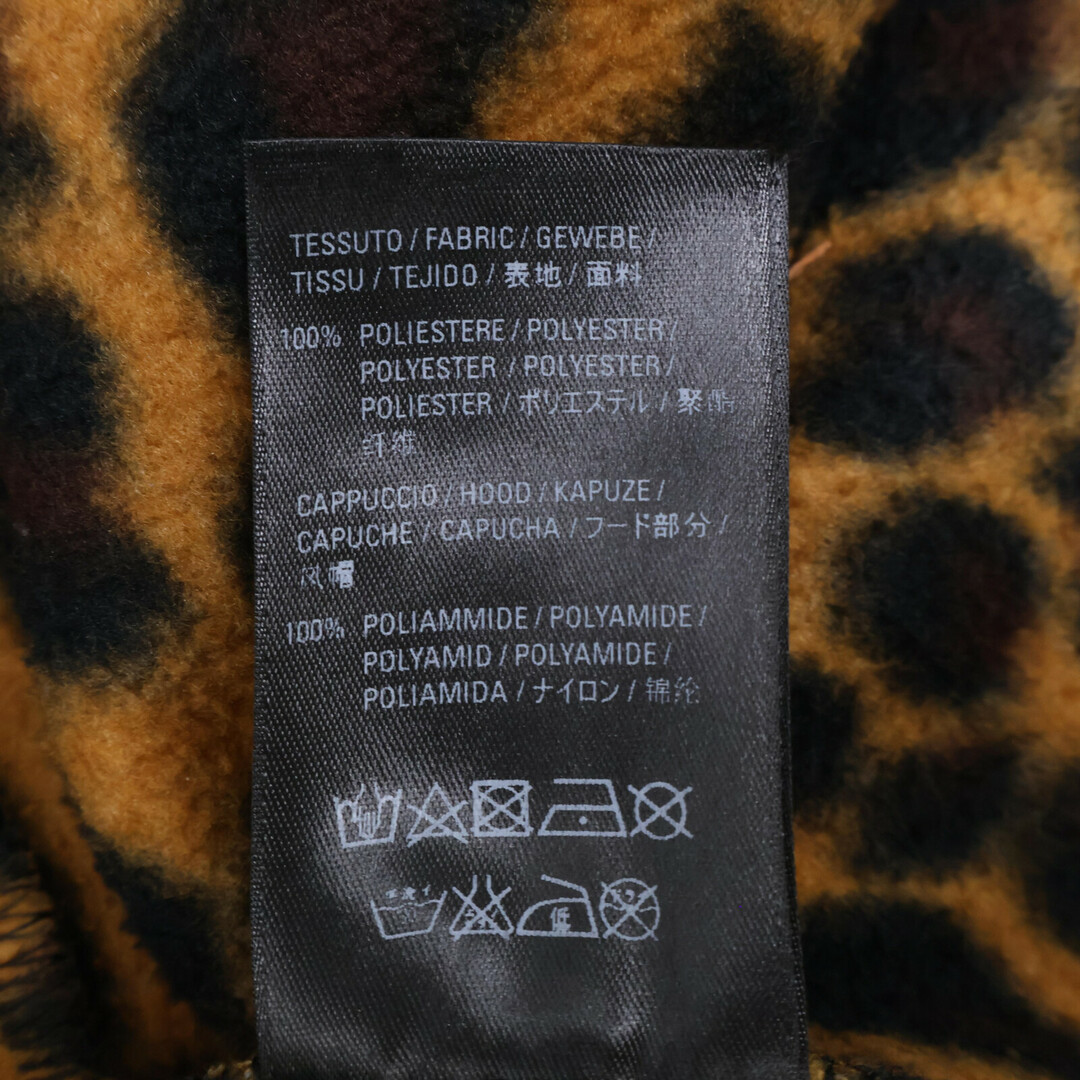 TESSUTO / FABRIC / GEWEBE /
TISSU / TEJIDO / 表地 / 面料
100% POLIESTERE / POLYESTER /
POLYESTER / POLYESTER /
POLIESTER / ポリエステル / 聚酯
纤维
CAPPUCCIO / HOOD / KAPUZE /
CAPUCHE / CAPUCHA / フード部分 /
风帽
100% POLIAMMIDE / POLYAMIDE /
POLYAMID / POLYAMIDE /
POLIAMIDA / ナイロン / 锦纶
低